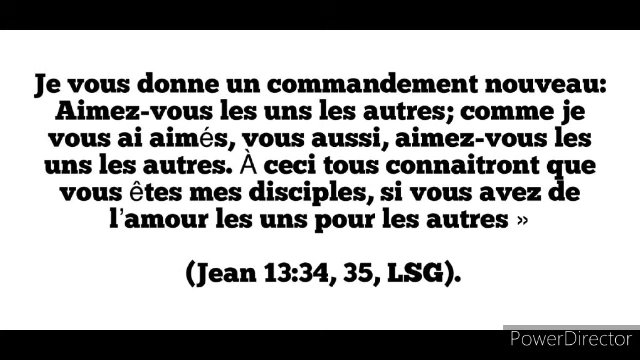 Je vous donne un commandement nouveau:
Aimez-vous les uns les autres; comme je
vous ai aimés, vous aussi, aimez-vous les
uns les autres. À ceci tous connaitront que
vous êtes mes disciples, si vous avez de
l’amour les uns pour les autres »
(Jean 13:34, 35, LSG).
PowerDirector